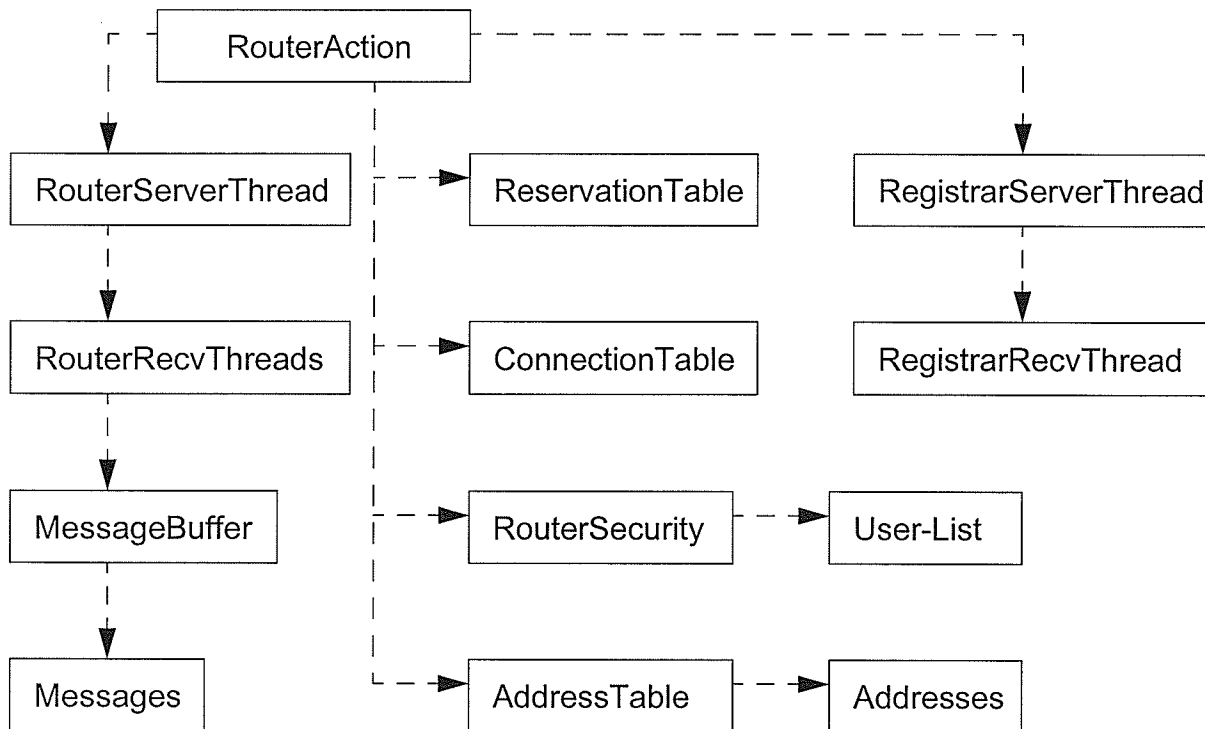 RouterAction
RouterServerThread
ReservationTable
RegistrarServerThread
RouterRecvThreads
ConnectionTable
RegistrarRecvThread
MessageBuffer
RouterSecurity
User-List
Messages
AddressTable
Addresses